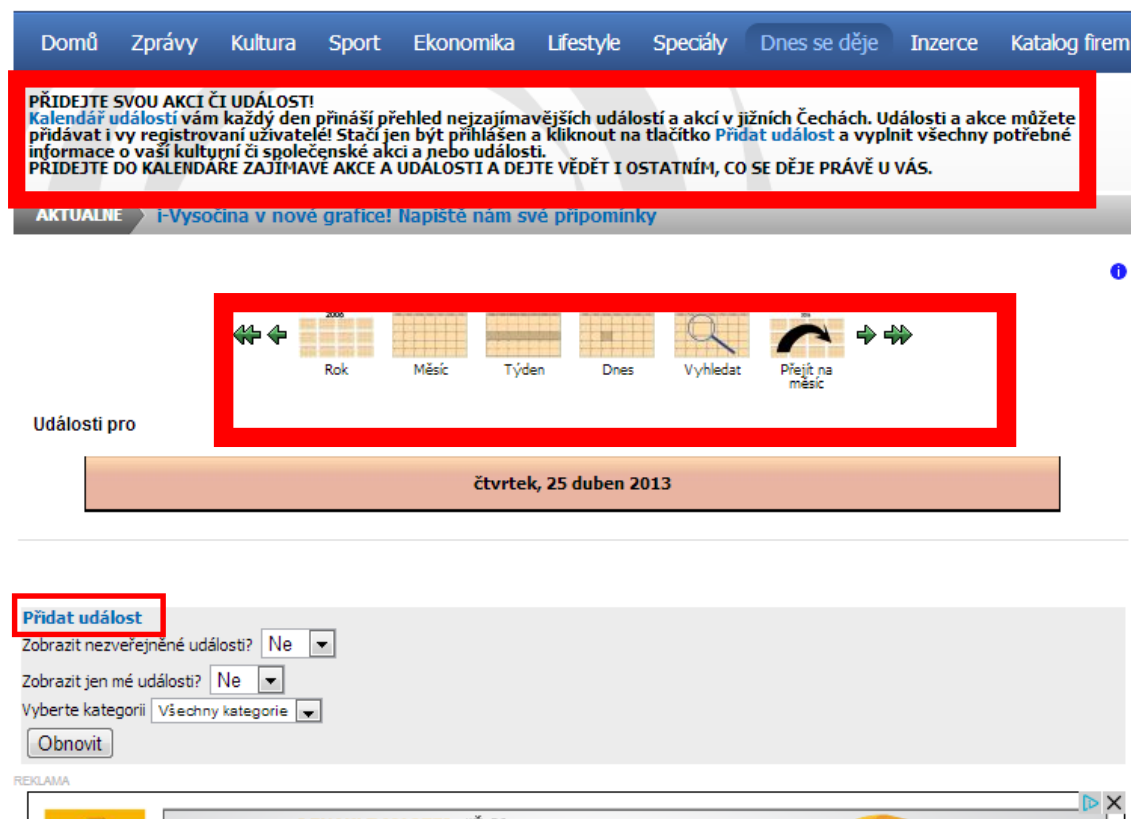 Domů Zprávy Kultura Sport Ekonomika Lifestyle Speciály Dnes se děje Inzerce Katalog firem
PŘIDEJTE SVOU AKCI ČI UDÁLOST!
Kalendář událostí vám každý den přináší přehled nejzajímavějších událostí a akcí v jižních Čechách. Události a akce můžete
přidávat i vy registrovaní uživatelé! Stačí jen být přihlášen a kliknout na tlačítko Přidat událost a vyplnit všechny potřebné
informace o vaší kulturní či společenské akci a nebo události.
PŘIDEJTE DO KALENDÁŘE ZAJÍMAVÉ AKCE A UDÁLOSTI A DEJTE VĚDĚT I OSTATNÍM, CO SE DĚJE PRÁVĚ U VÁS.
AKTUÁLNĚ i-Vysočina v nové grafice! Napiště nám své připomínky
Rok Měsíc Týden Dnes Vyhledat Přejít na
měsíc
Události pro
čtvrtek, 25 duben 2013
Přidat událost
Zobrazit nezveřejněné události? Ne
Zobrazit jen mé události? Ne
Vyberte kategorii Všechny kategorie
Obnovit
REKLAMA